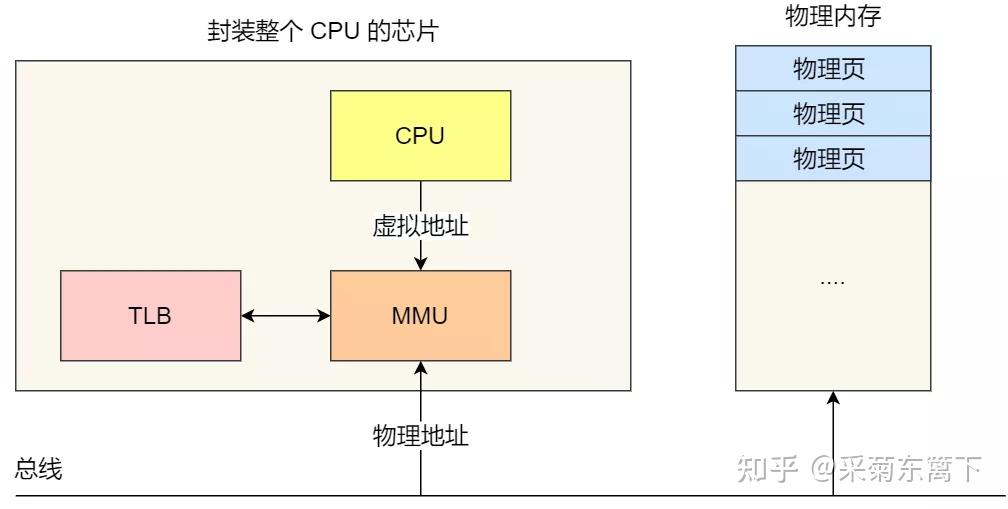 封装整个 CPU 的芯片
物理内存
物理页
物理页
物理页
....
CPU
虚拟地址
TLB
MMU
物理地址
总线
知乎 @采菊东篱下